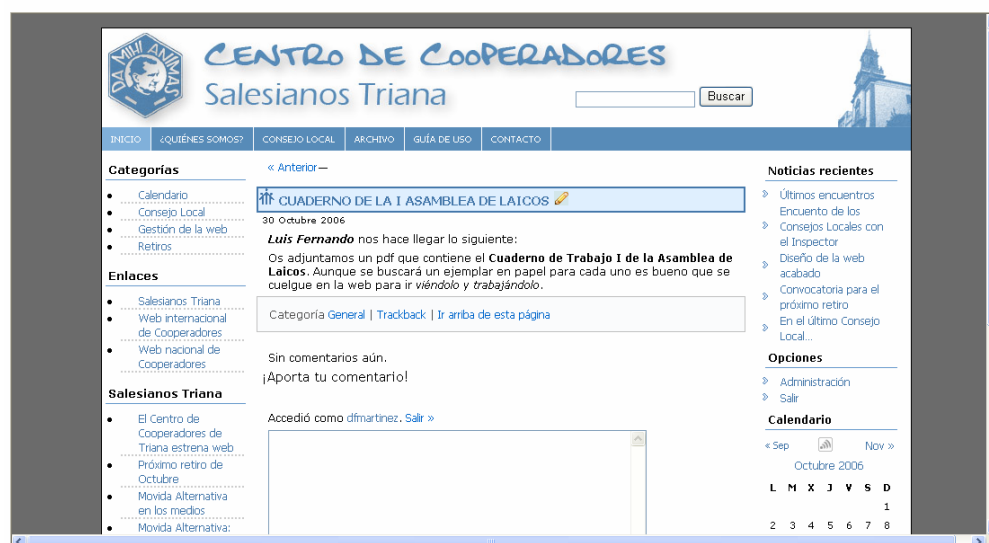 DA MIHI ANIMAS
CENTRO DE COOPERADORES
Salesianos Triana
Buscar
INICIO
¿QUIÉNES SOMOS?
CONSEJO LOCAL
ARCHIVO
GUÍA DE USO
CONTACTO
Categorías
Calendario
Consejo Local
Gestión de la web
Retiros
Enlaces
Salesianos Triana
Web internacional
de Cooperadores
Web nacional de
Cooperadores
Salesianos Triana
El Centro de
Cooperadores de
Triana estrena web
Próximo retiro de
Octubre
Movida Alternativa
en los medios
Movida Alternativa:
« Anterior—
CUADERNO DE LA I ASAMBLEA DE LAICOS
30 Octubre 2006
Luis Fernando nos hace llegar lo siguiente:
Os adjuntamos un pdf que contiene el Cuaderno de Trabajo I de la Asamblea de
Laicos. Aunque se buscará un ejemplar en papel para cada uno es bueno que se
cuelgue en la web para ir viéndolo y trabajándolo.
Categoría General | Trackback | Ir arriba de esta página
Sin comentarios aún.
¡Aporta tu comentario!
Accedió como dfmartinez. Salir »
Noticias recientes
Últimos encuentros
Encuento de los
Consejos Locales con
el Inspector
Diseño de la web
acabado
Convocatoria para el
próximo retiro
En el último Consejo
Local...
Opciones
Administración
Salir
Calendario
« Sep Nov »
Octubre 2006
L M X J V S D
1
2 3 4 5 6 7 8